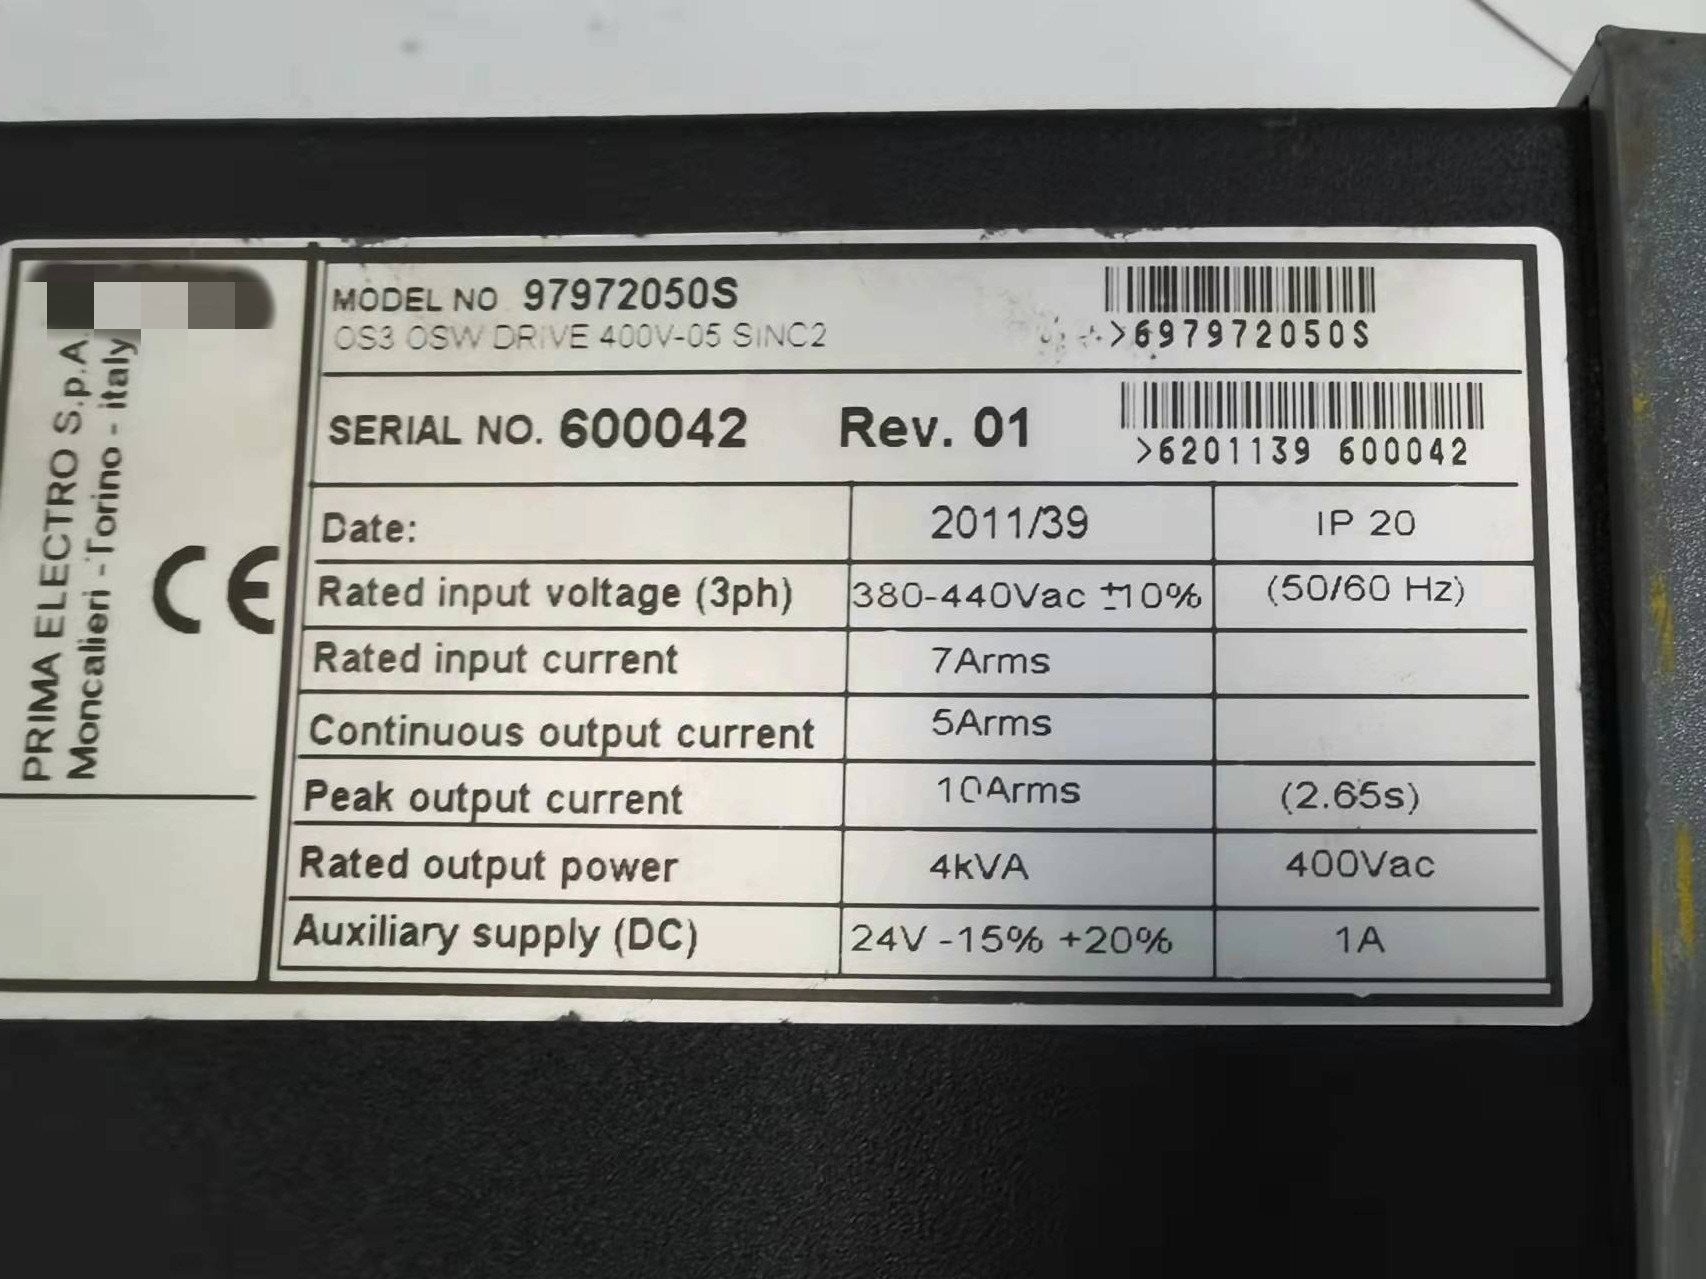 PRIMA ELECTRO S.p.A.
Moncalieri - Torino - italy
CE
MODEL NO 97972050S
OS3 OSW DRIVE 400V-05 SINC2
>697972050S
SERIAL NO. 600042 Rev. 01
>6201139 600042
Date: 2011/39 IP 20
Rated input voltage (3ph) 380-440Vac ±10% (50/60 Hz)
Rated input current 7Arms
Continuous output current 5Arms
Peak output current 10Arms (2.65s)
Rated output power 4kVA 400Vac
Auxiliary supply (DC) 24V -15% +20% 1A